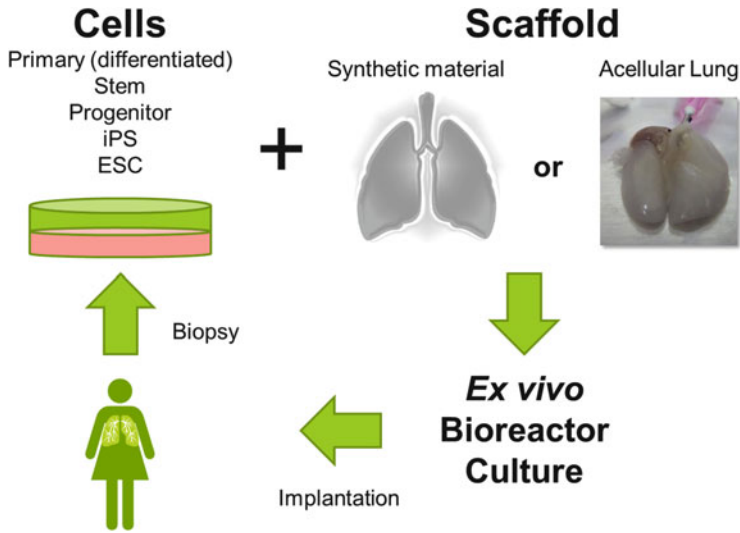 Cells
Primary (differentiated)
Stem
Progenitor
iPS
ESC
+
Scaffold
Synthetic material
or
Acellular Lung
Biopsy
Ex vivo
Bioreactor
Culture
Implantation